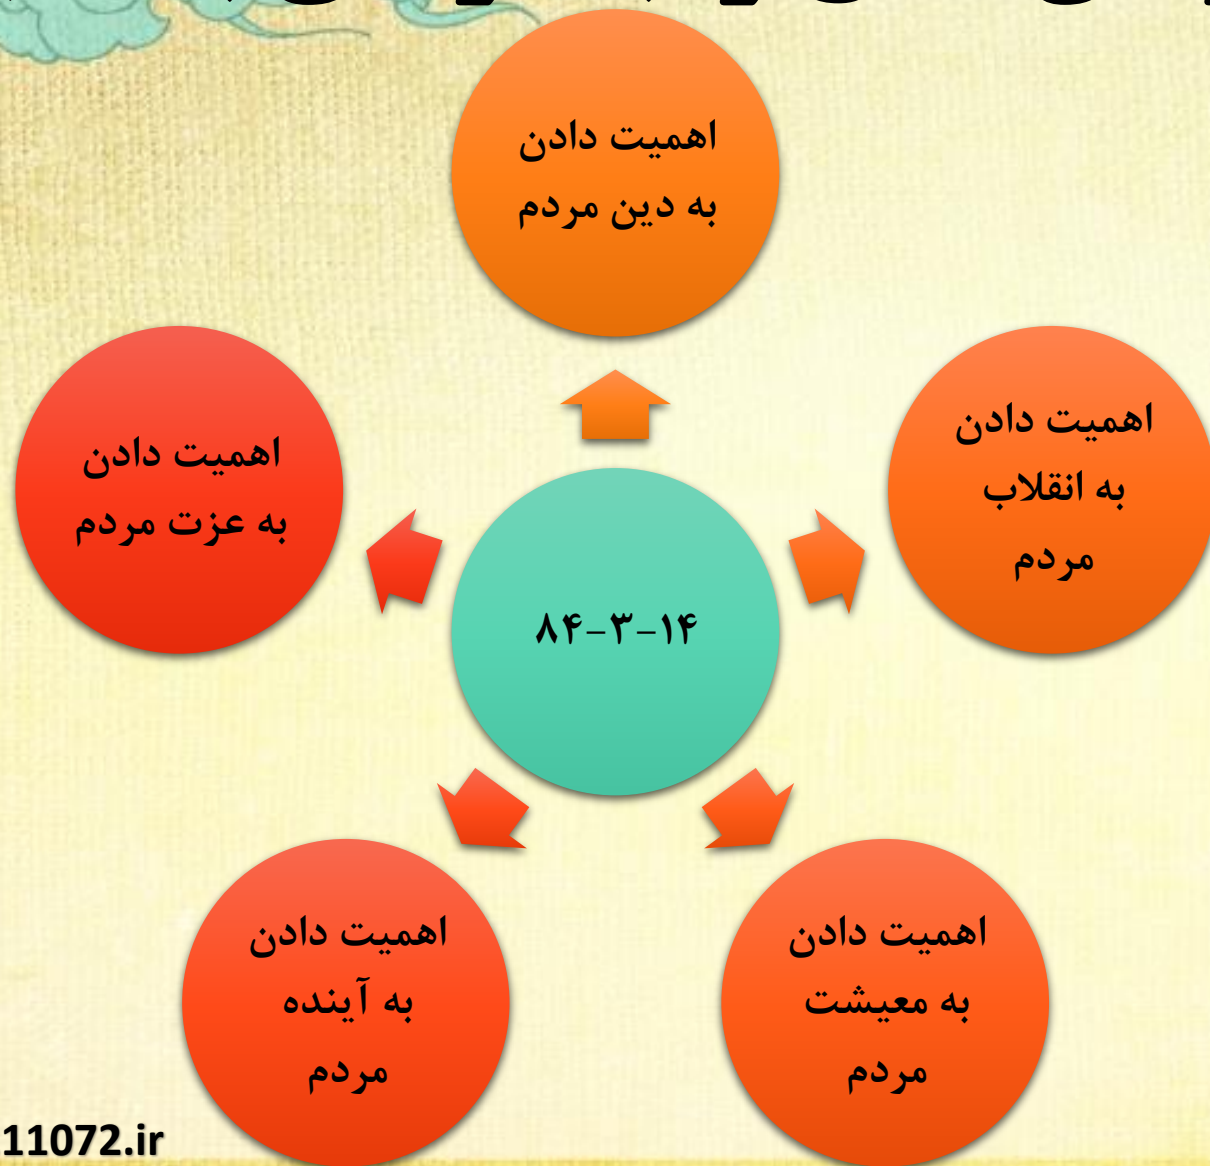 اهمیت دادن
به دین مردم
اهمیت دادن
به انقلاب
مردم
اهمیت دادن
به معیشت
مردم
اهمیت دادن
به آینده
مردم
اهمیت دادن
به عزت مردم
۸۴-۳-۱۴
11072.ir